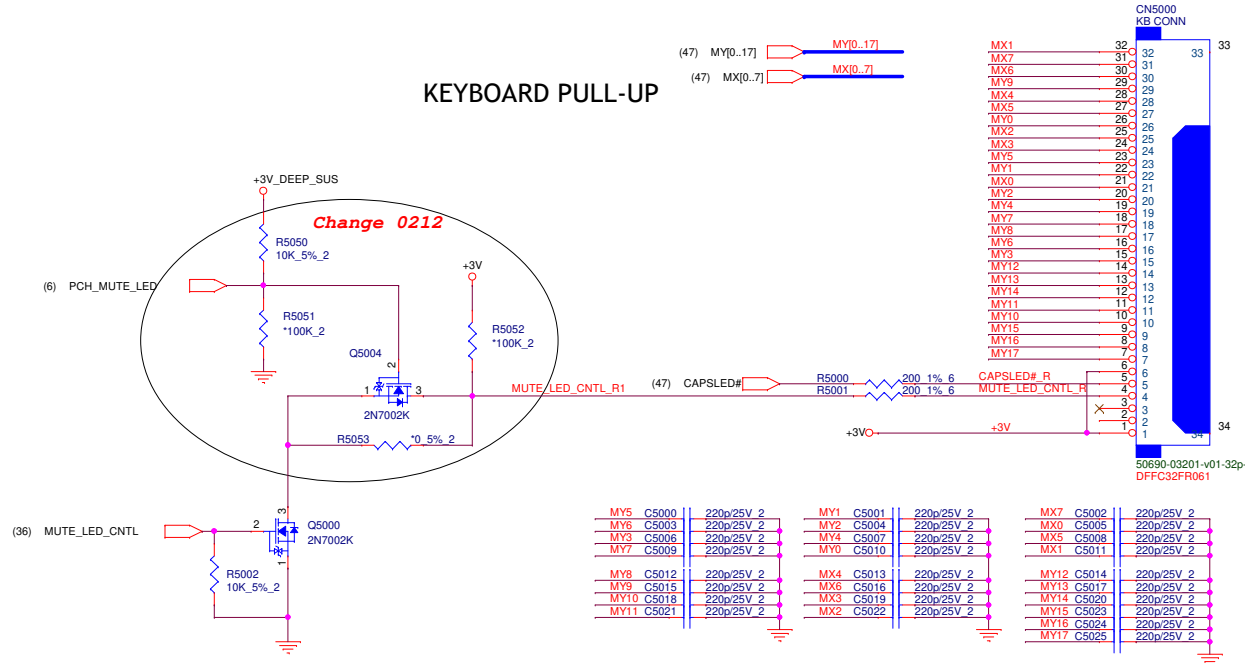 CN5000
KB CONN
(47) MY[0..17] MY[0..17]
(47) MX[0..7] MX[0..7]
KEYBOARD PULL-UP
MX1 32 32 33 33
MX7 31 31
MX6 30 30
MY9 29 29
MX4 28 28
MX5 27 27
MY0 26 26
MX2 25 25
MX3 24 24
MY5 23 23
MY1 22 22
MX0 21 21
MY2 20 20
MY4 19 19
MY7 18 18
MY8 17 17
MY6 16 16
MY3 15 15
MY12 14 14
MY13 13 13
MY14 12 12
MY11 11 11
MY10 10 10
MY15 9 9
MY16 8 8
MY17 7 7
6 6
(47) CAPSLED# R5000 200_1%_6 CAPSLED#_R 5 5
R5001 200_1%_6 MUTE_LED_CNTL_R 4 4
3 3
2 2
+3V +3V 1 1 34 34
50690-03201-v01-32p-
DFFC32FR061
+3V_DEEP_SUS
Change 0212
R5050
10K_5%_2
+3V
(6) PCH_MUTE_LED
R5051
*100K_2
R5052
*100K_2
Q5004
2
1 3 MUTE_LED_CNTL_R1
2N7002K
R5053 *0_5%_2
(36) MUTE_LED_CNTL
3
2 Q5000
2N7002K
1
R5002
10K_5%_2
MY5 C5000 220p/25V_2
MY6 C5003 220p/25V_2
MY3 C5006 220p/25V_2
MY7 C5009 220p/25V_2
MY8 C5012 220p/25V_2
MY9 C5015 220p/25V_2
MY10 C5018 220p/25V_2
MY11 C5021 220p/25V_2
MY1 C5001 220p/25V_2
MY2 C5004 220p/25V_2
MY4 C5007 220p/25V_2
MY0 C5010 220p/25V_2
MX4 C5013 220p/25V_2
MX6 C5016 220p/25V_2
MX3 C5019 220p/25V_2
MX2 C5022 220p/25V_2
MX7 C5002 220p/25V_2
MX0 C5005 220p/25V_2
MX5 C5008 220p/25V_2
MX1 C5011 220p/25V_2
MY12 C5014 220p/25V_2
MY13 C5017 220p/25V_2
MY14 C5020 220p/25V_2
MY15 C5023 220p/25V_2
MY16 C5024 220p/25V_2
MY17 C5025 220p/25V_2